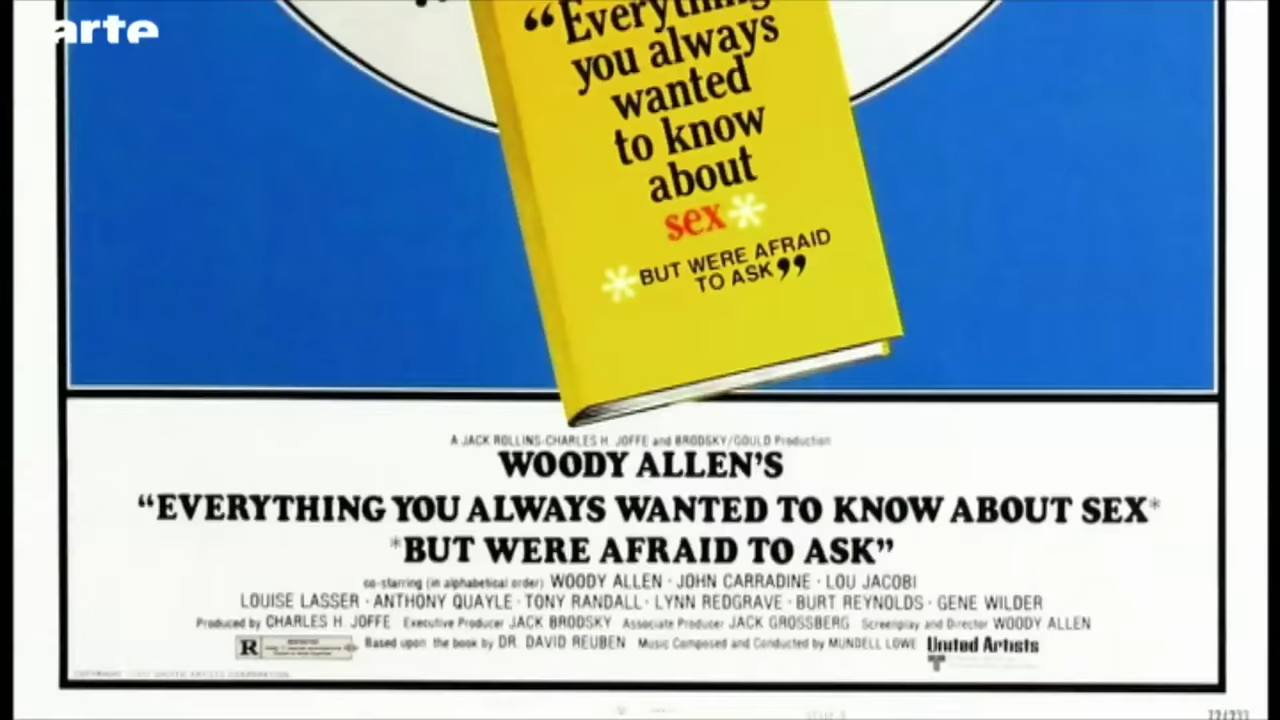 arte
“Everything
you always
wanted
to know
about
sex*
*BUT WERE AFRAID
TO ASK”
A JACK ROLLINS-CHARLES H. JOFFE and BRODSKY/GOULD Production
WOODY ALLEN'S
“EVERYTHING YOU ALWAYS WANTED TO KNOW ABOUT SEX*
*BUT WERE AFRAID TO ASK”
co-starring (in alphabetical order) WOODY ALLEN · JOHN CARRADINE · LOU JACOBI
LOUISE LASSER · ANTHONY QUAYLE · TONY RANDALL · LYNN REDGRAVE · BURT REYNOLDS · GENE WILDER
Produced by CHARLES H. JOFFE Executive Producer JACK BRODSKY Associate Producer JACK GROSSBERG Screenplay and Director WOODY ALLEN
R Based upon the book by DR. DAVID REUBEN Music Composed and Conducted by MUNDELL LOWE United Artists